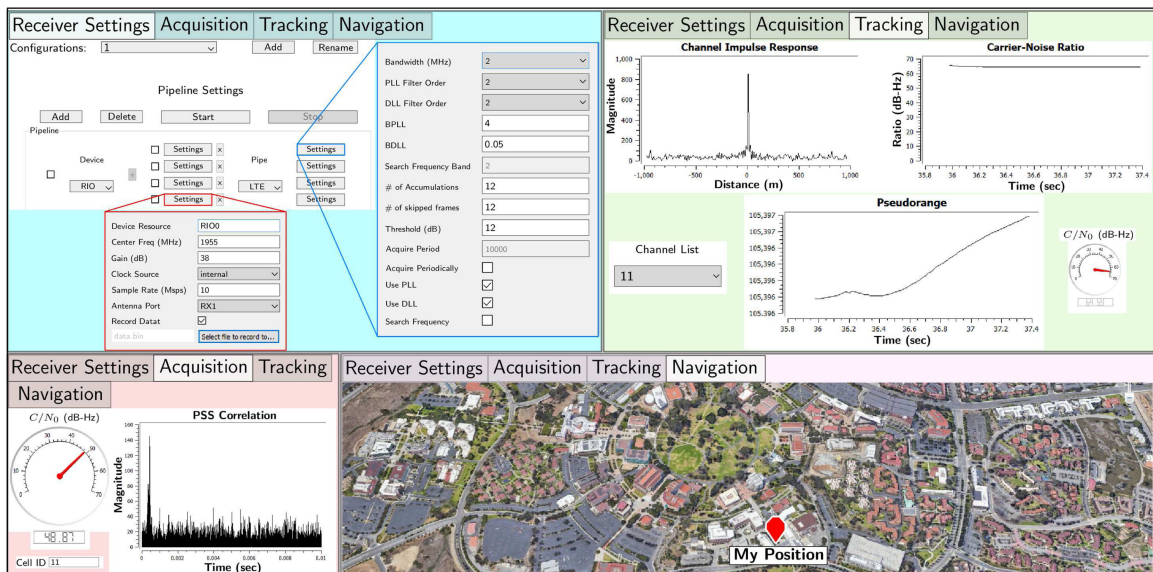 Receiver Settings Acquisition Tracking Navigation
Configurations: 1 Add Rename
Pipeline Settings
Add Delete Start Stop
Pipeline
Device
RIO
+
Settings x
Settings x
Settings x
Settings x
Pipe
LTE
Settings
Settings
Settings
Settings
Device Resource RIO0
Center Freq (MHz) 1955
Gain (dB) 38
Clock Source internal
Sample Rate (Msps) 10
Antenna Port RX1
Record Datat
data.bin Select file to record to...
Bandwidth (MHz) 2
PLL Filter Order 2
DLL Filter Order 2
BPLL 4
BDLL 0.05
Search Frequency Band 2
# of Accumulations 12
# of skipped frames 12
Threshold (dB) 12
Acquire Period 10000
Acquire Periodically
Use PLL
Use DLL
Search Frequency
Receiver Settings Acquisition Tracking Navigation
Channel Impulse Response
Magnitude
1,000
800
600
400
200
0
-1,000 -500 0 500 1,000
Distance (m)
Carrier-Noise Ratio
Ratio (dB-Hz)
70
60
50
40
30
20
10
0
35.8 36 36.2 36.4 36.6 36.8 37 37.2 37.4
Time (sec)
Channel List
11
Pseudorange
105,397
105,397
105,396
105,396
105,396
105,396
35.8 36 36.2 36.4 36.6 36.8 37 37.2 37.4
Time (sec)
C/N0 (dB-Hz)
Receiver Settings Acquisition Tracking
Navigation
C/N0 (dB-Hz)
0 10 20 30 40 50 60 70
48.87
Cell ID 11
PSS Correlation
Magnitude
160
140
120
100
80
60
40
20
0
0 0.002 0.004 0.006 0.008 0.01
Time (sec)
Receiver Settings Acquisition Tracking Navigation
My Position